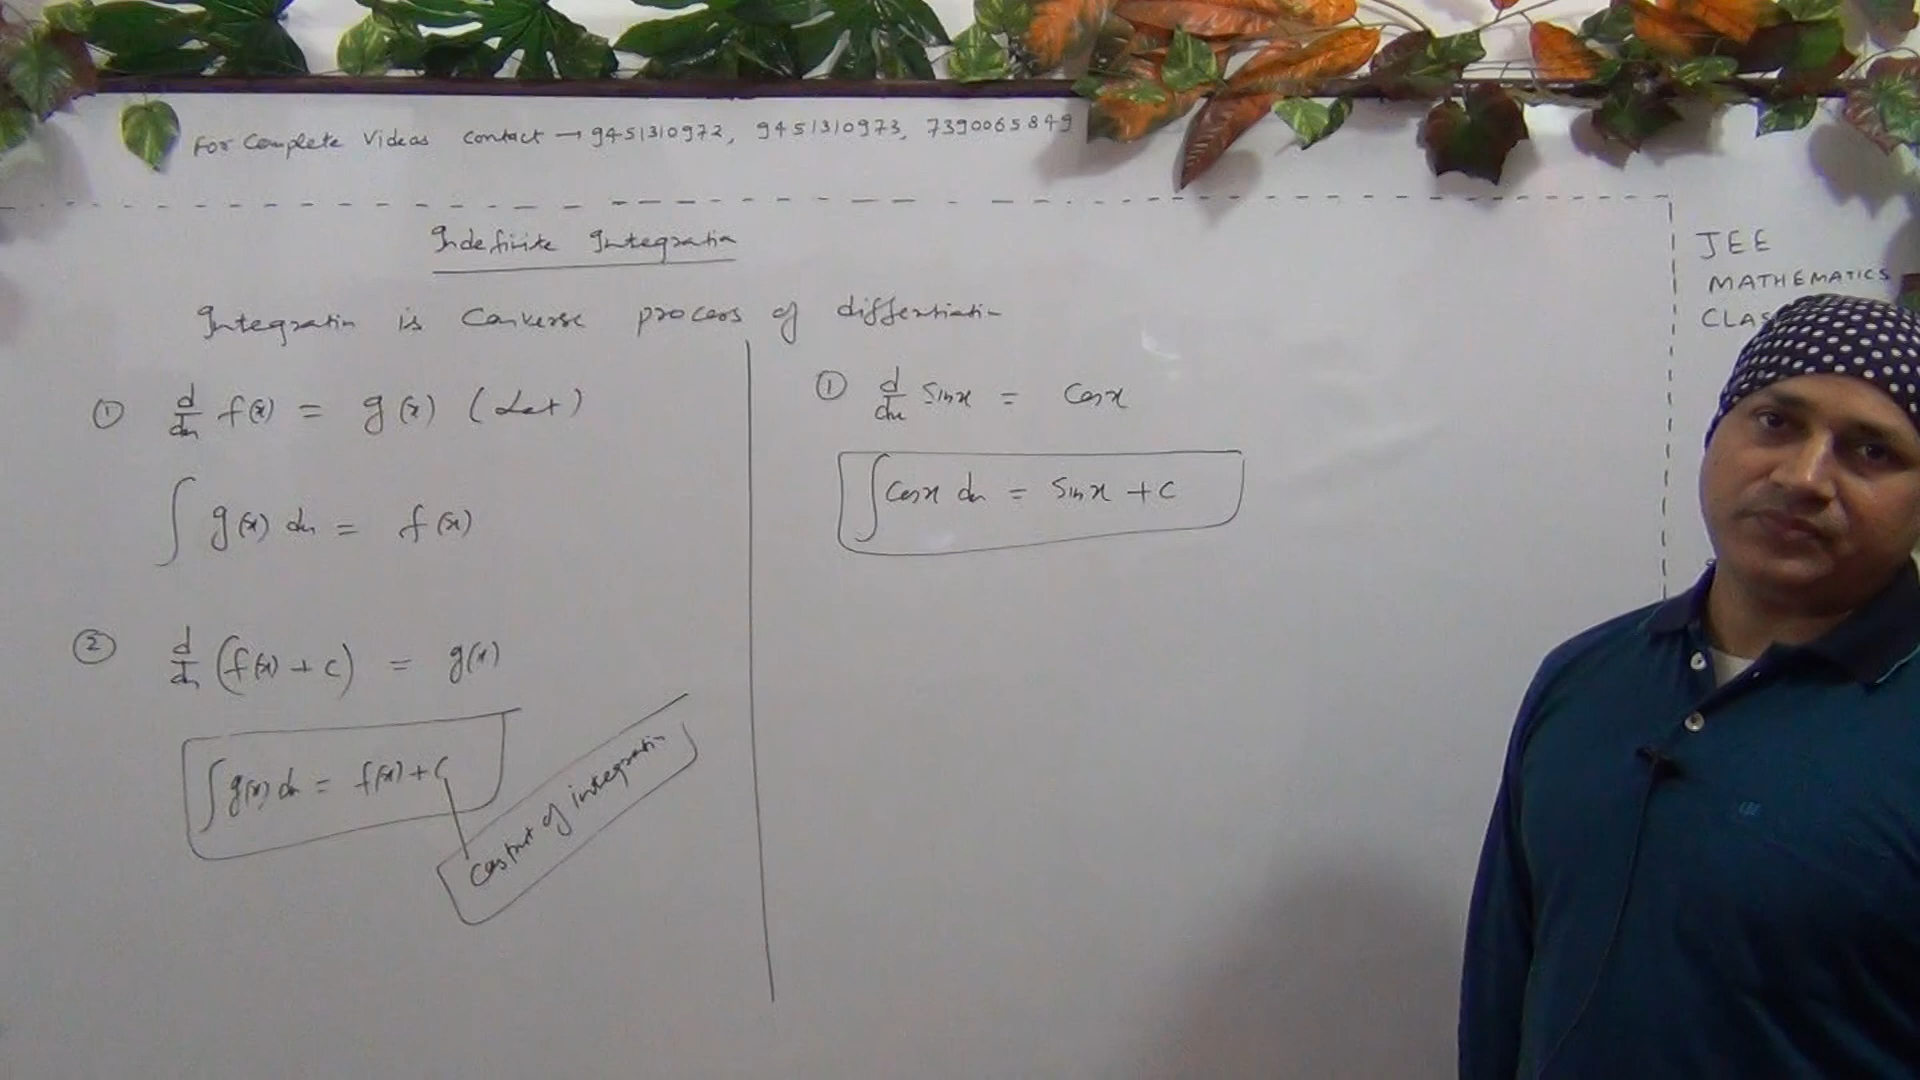 For Complete Videos Contact → 9451310972, 9451310973, 7390065849
Indefinite Integration
Integration is Converse process of differentiation
① d/dx f(x) = g(x) (Let)
∫ g(x) dx = f(x)
② d/dx (f(x) + c) = g(x)
∫ g(x) dx = f(x) + c
Constant of integration
① d/dx Sinx = Cosx
∫ Cosx dx = Sinx + c
JEE
MATHEMATICS